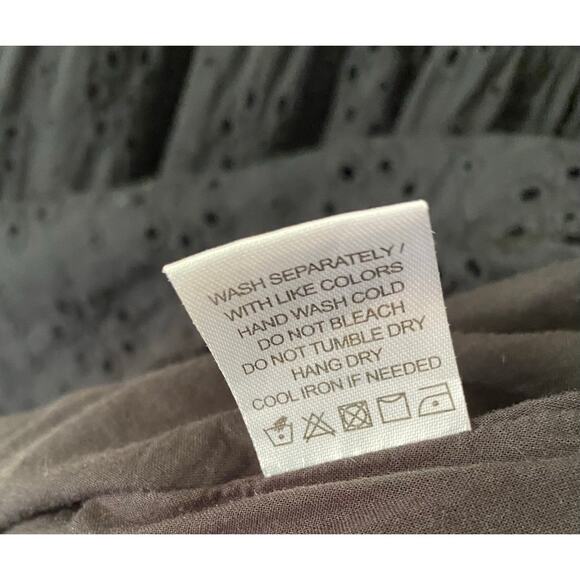 WASH SEPARATELY/
WITH LIKE COLORS
HAND WASH COLD
DO NOT BLEACH
DO NOT TUMBLE DRY
HANG DRY
COOL IRON IF NEEDED